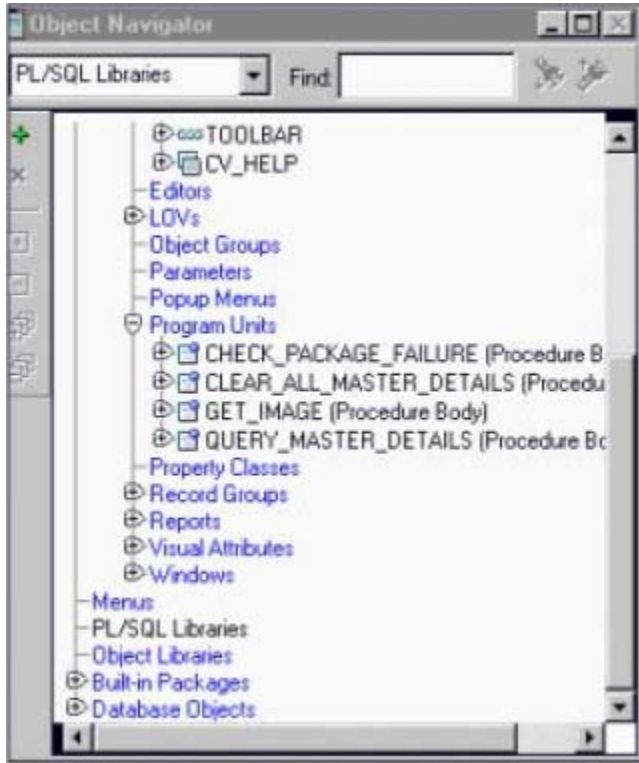 Object Navigator
PL/SQL Libraries Find:
TOOLBAR
CV_HELP
Editors
LOVs
Object Groups
Parameters
Popup Menus
Program Units
CHECK_PACKAGE_FAILURE (Procedure B
CLEAR_ALL_MASTER_DETAILS (Procedu
GET_IMAGE (Procedure Body)
QUERY_MASTER_DETAILS (Procedure Bo
Property Classes
Record Groups
Reports
Visual Attributes
Windows
Menus
PL/SQL Libraries
Object Libraries
Built-in Packages
Database Objects